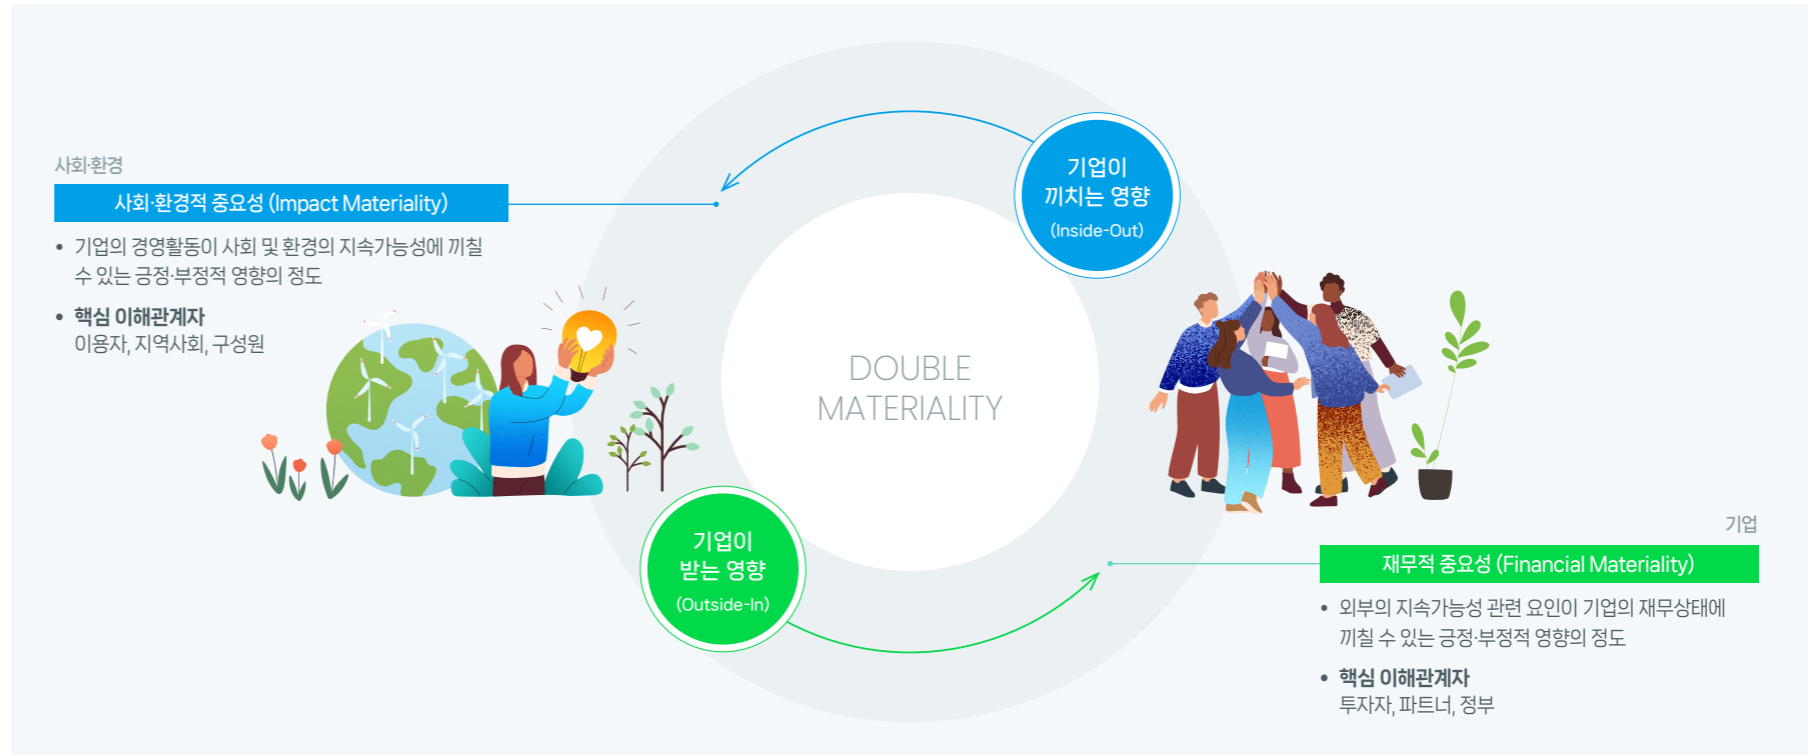 사회·환경
사회·환경적 중요성 (Impact Materiality)
• 기업의 경영활동이 사회 및 환경의 지속가능성에 끼칠
수 있는 긍정·부정적 영향의 정도
• 핵심 이해관계자
이용자, 지역사회, 구성원
기업이
끼치는 영향
(Inside-Out)
DOUBLE
MATERIALITY
기업이
받는 영향
(Outside-In)
기업
재무적 중요성 (Financial Materiality)
• 외부의 지속가능성 관련 요인이 기업의 재무상태에
끼칠 수 있는 긍정·부정적 영향의 정도
• 핵심 이해관계자
투자자, 파트너, 정부